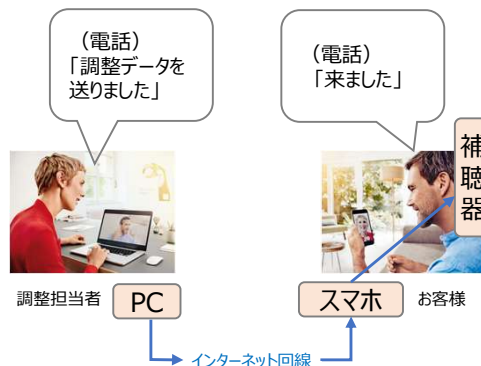 （電話）
「調整データを
送りました」
（電話）
「来ました」
補
聴
器
調整担当者
PC
スマホ
お客様
インターネット回線